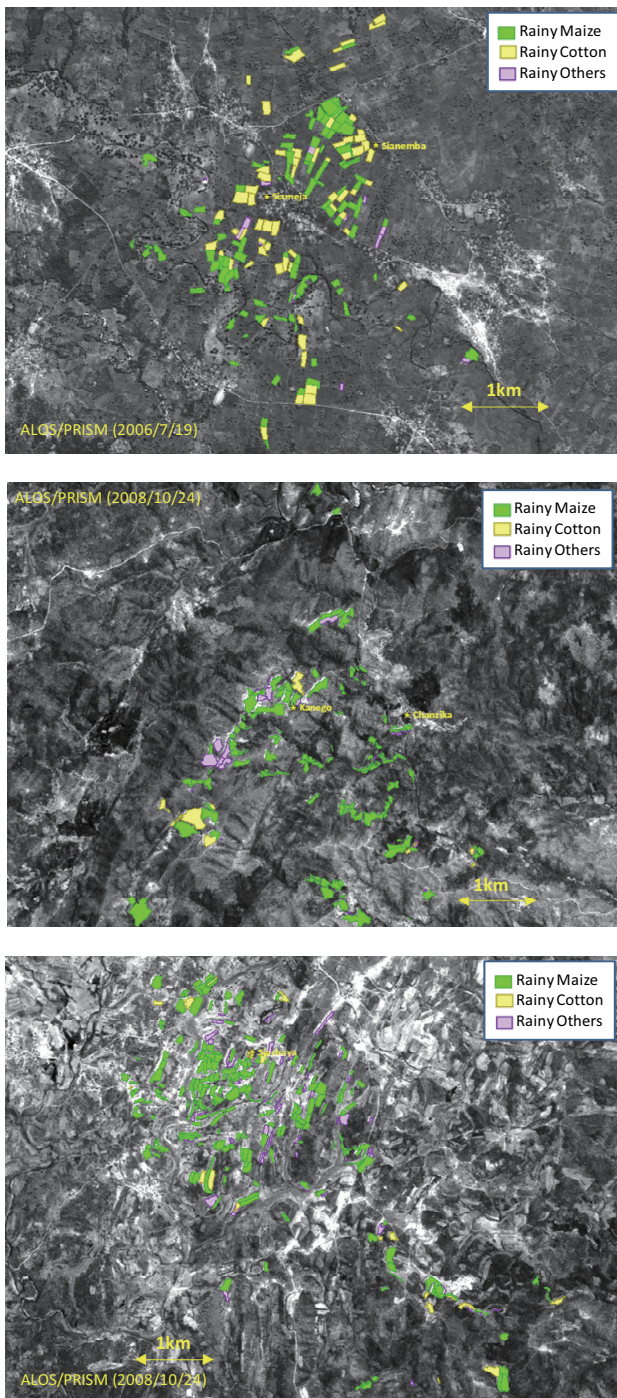 Rainy Maize
Rainy Cotton
Rainy Others
★ Sianemba
★ Siameja
1km
ALOS/PRISM (2006/7/19)
ALOS/PRISM (2008/10/24)
Rainy Maize
Rainy Cotton
Rainy Others
★ Kanego
★ Chanzika
1km
Rainy Maize
Rainy Cotton
Rainy Others
1km
ALOS/PRISM (2008/10/24)